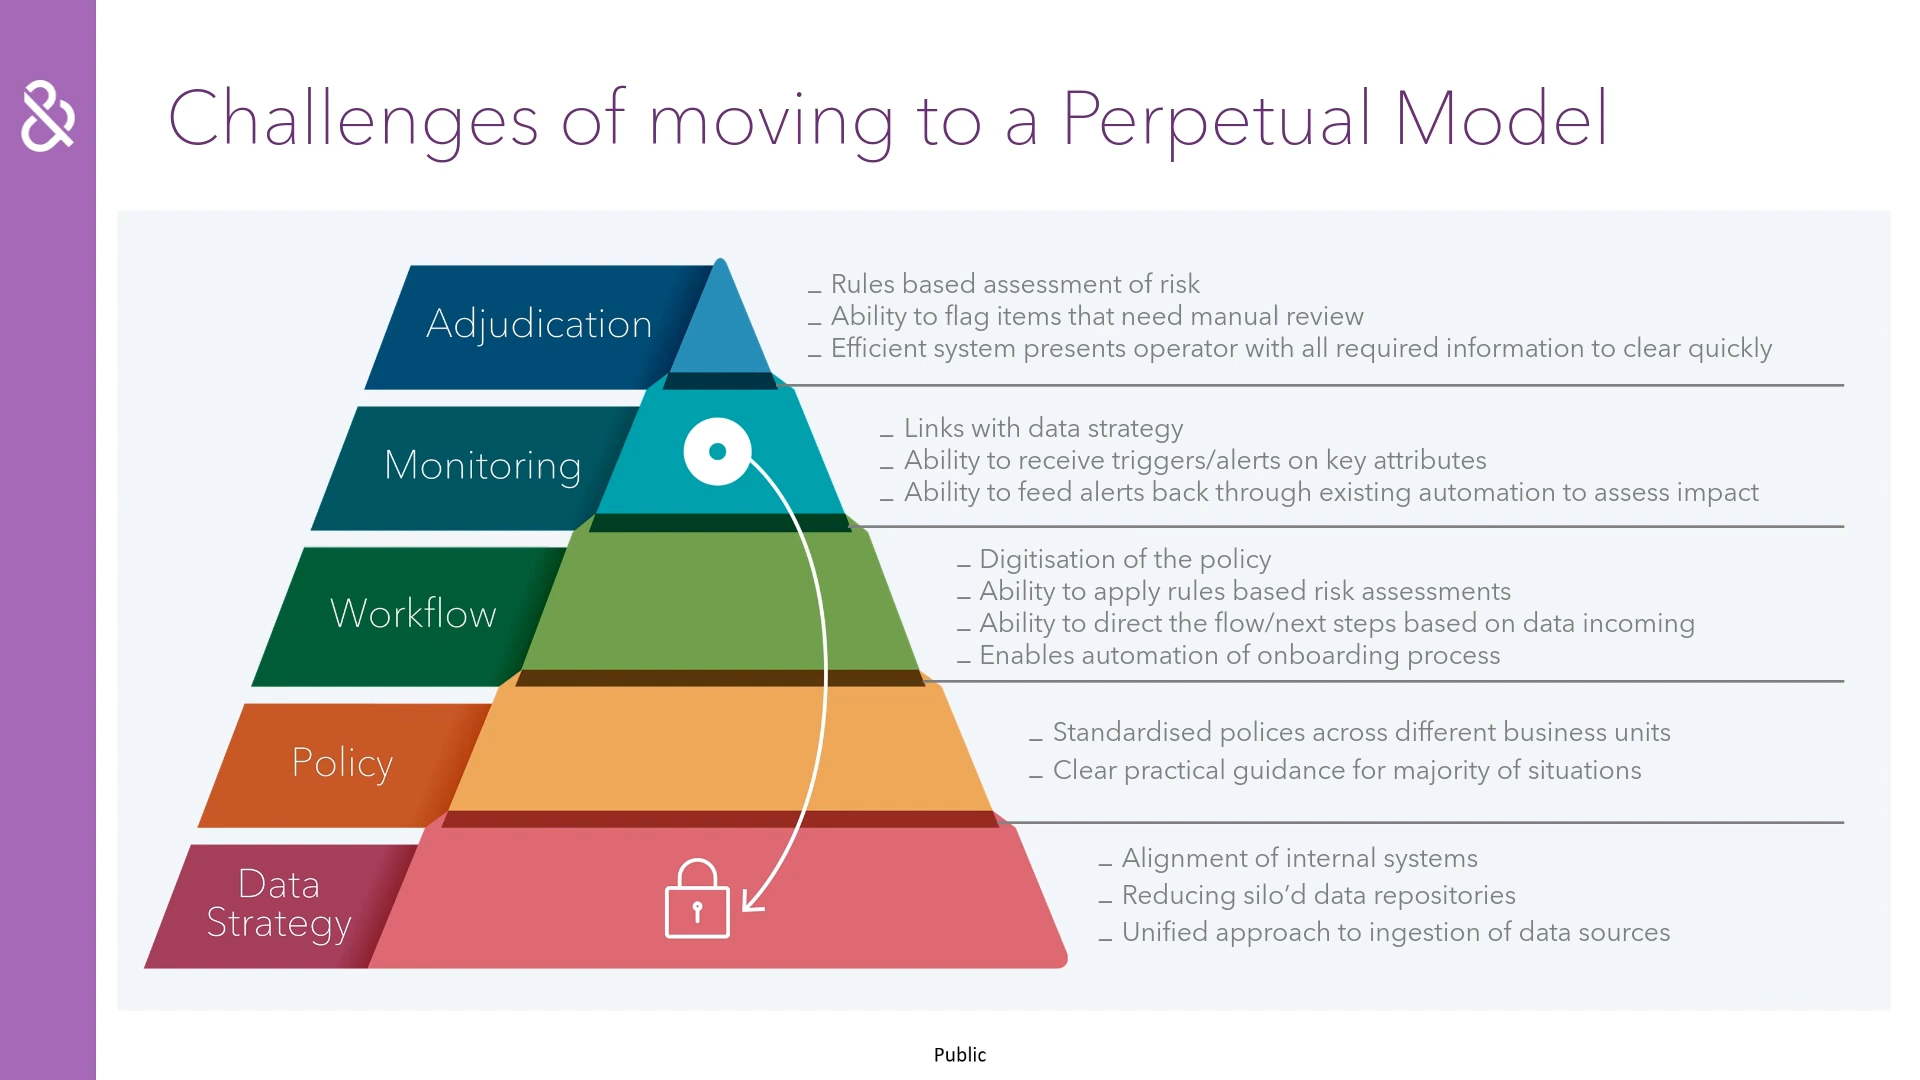 &
Challenges of moving to a Perpetual Model
Adjudication
_ Rules based assessment of risk
_ Ability to flag items that need manual review
_ Efficient system presents operator with all required information to clear quickly
Monitoring
_ Links with data strategy
_ Ability to receive triggers/alerts on key attributes
_ Ability to feed alerts back through existing automation to assess impact
Workflow
_ Digitisation of the policy
_ Ability to apply rules based risk assessments
_ Ability to direct the flow/next steps based on data incoming
_ Enables automation of onboarding process
Policy
_ Standardised polices across different business units
_ Clear practical guidance for majority of situations
Data
Strategy
_ Alignment of internal systems
_ Reducing silo’d data repositories
_ Unified approach to ingestion of data sources
Public